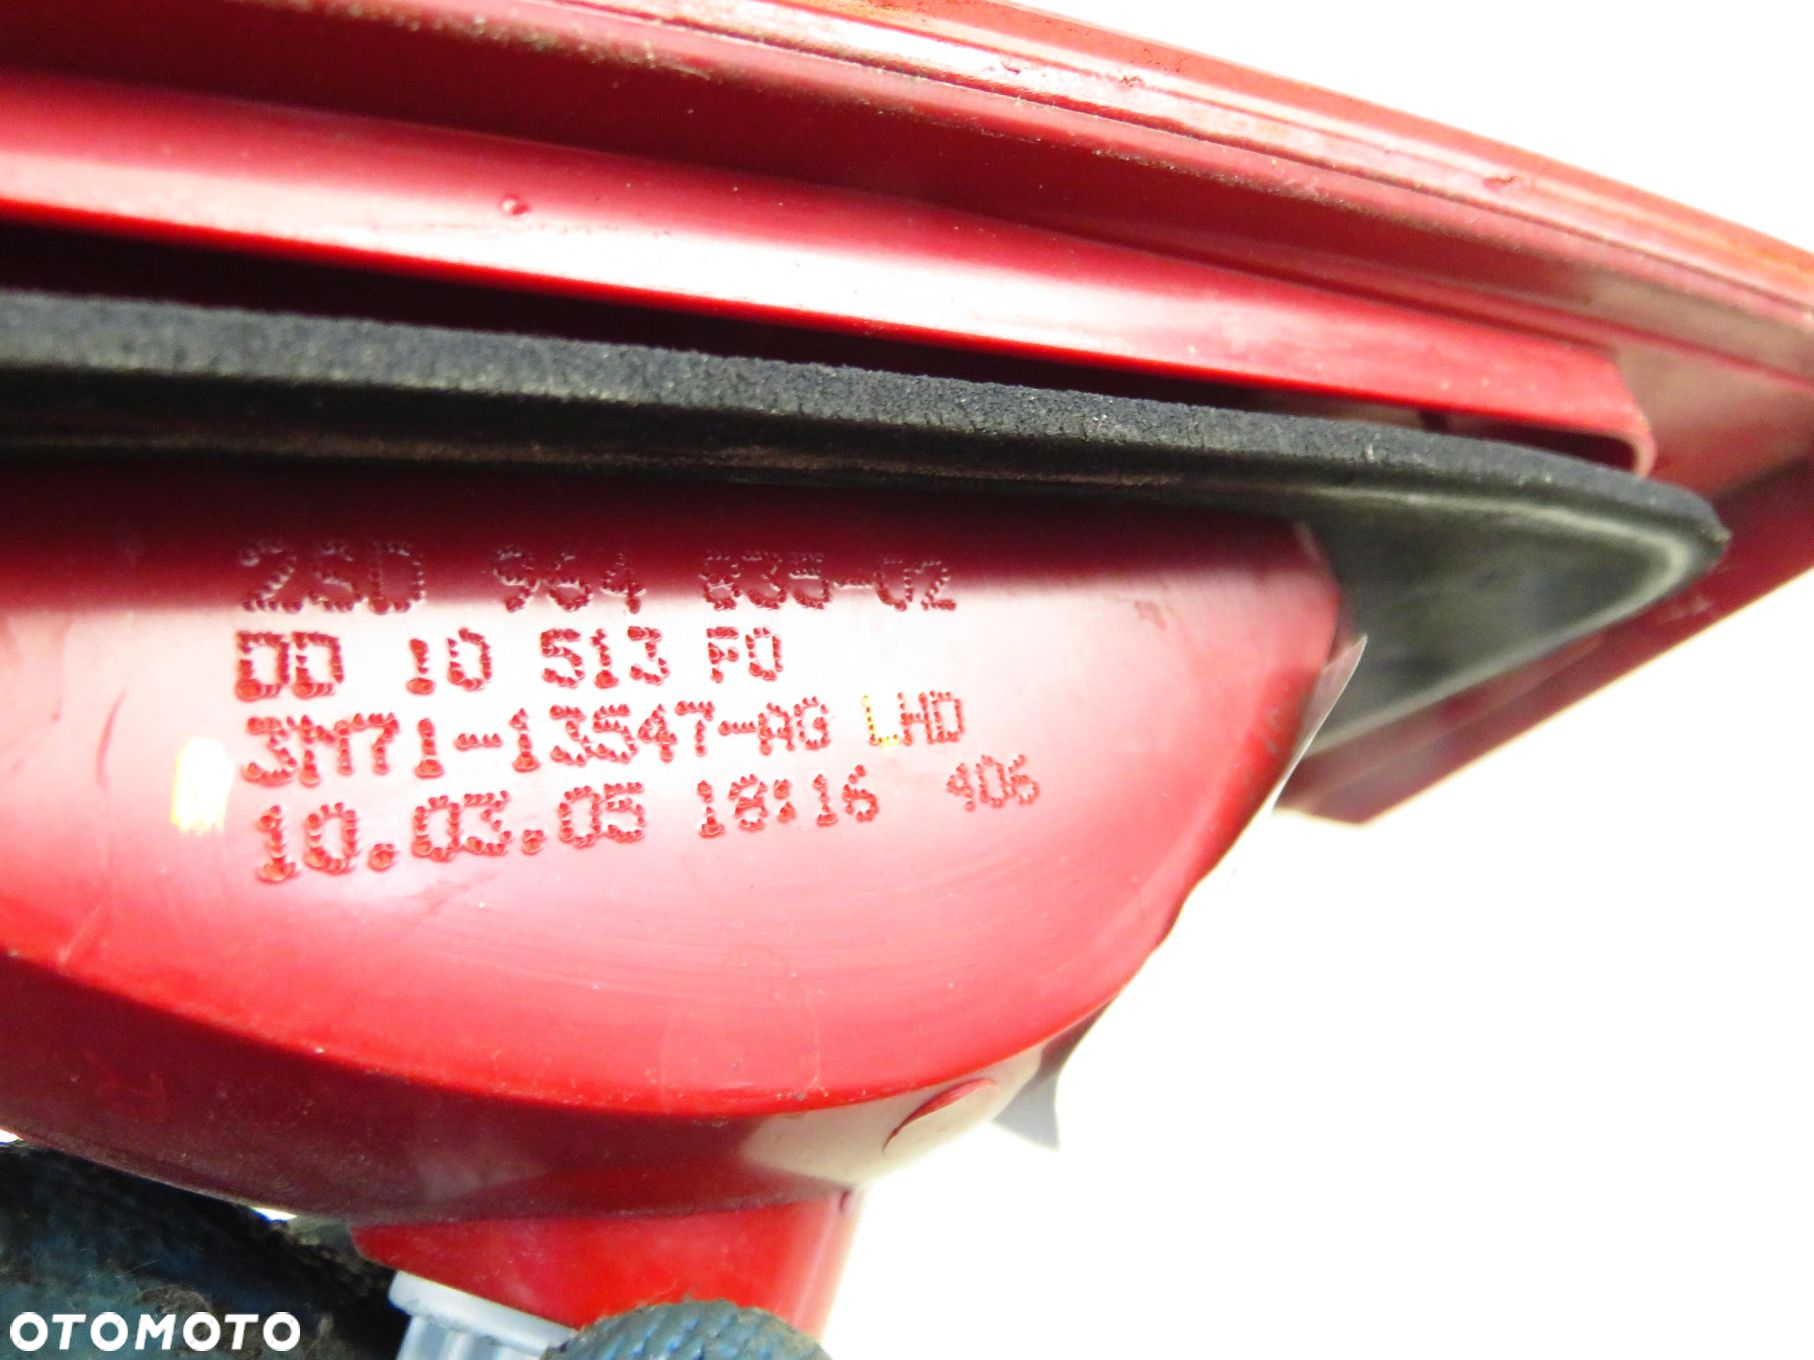 2SD 964 835-02
DD 10 513 F0
3M71-13547-AG LHD
10.03.05 18:16 406
OTOMOTO